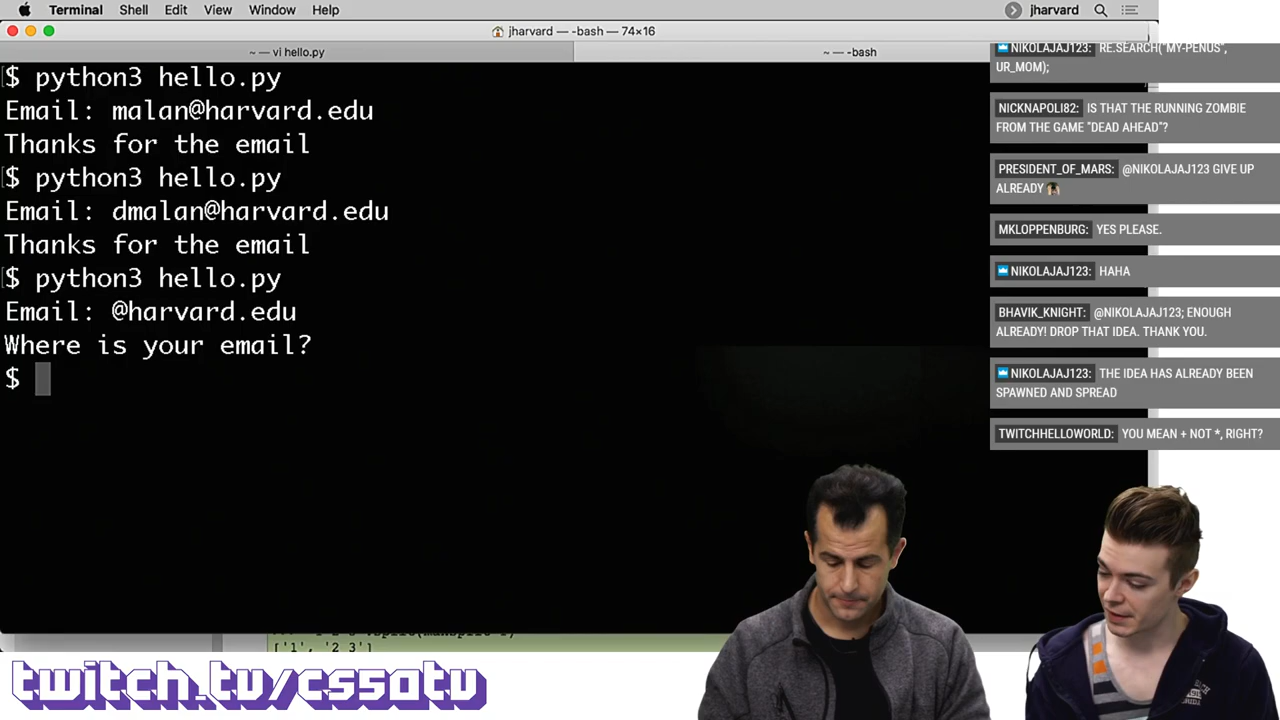 Terminal Shell Edit View Window Help jharvard
jharvard — -bash — 74×16
~ — vi hello.py
~ — -bash
$ python3 hello.py
Email: malan@harvard.edu
Thanks for the email
$ python3 hello.py
Email: dmalan@harvard.edu
Thanks for the email
$ python3 hello.py
Email: @harvard.edu
Where is your email?
$
NIKOLAJAJ123: RE.SEARCH("MY-PENUS",
UR_MOM);
NICKNAPOLI82: IS THAT THE RUNNING ZOMBIE
FROM THE GAME "DEAD AHEAD"?
PRESIDENT_OF_MARS: @NIKOLAJAJ123 GIVE UP
ALREADY
MKLOPPENBURG: YES PLEASE.
NIKOLAJAJ123: HAHA
BHAVIK_KNIGHT: @NIKOLAJAJ123; ENOUGH
ALREADY! DROP THAT IDEA. THANK YOU.
NIKOLAJAJ123: THE IDEA HAS ALREADY BEEN
SPAWNED AND SPREAD
TWITCHHELLOWORLD: YOU MEAN + NOT *, RIGHT?
['1', '2 3']
twitch.tv/cs50tv